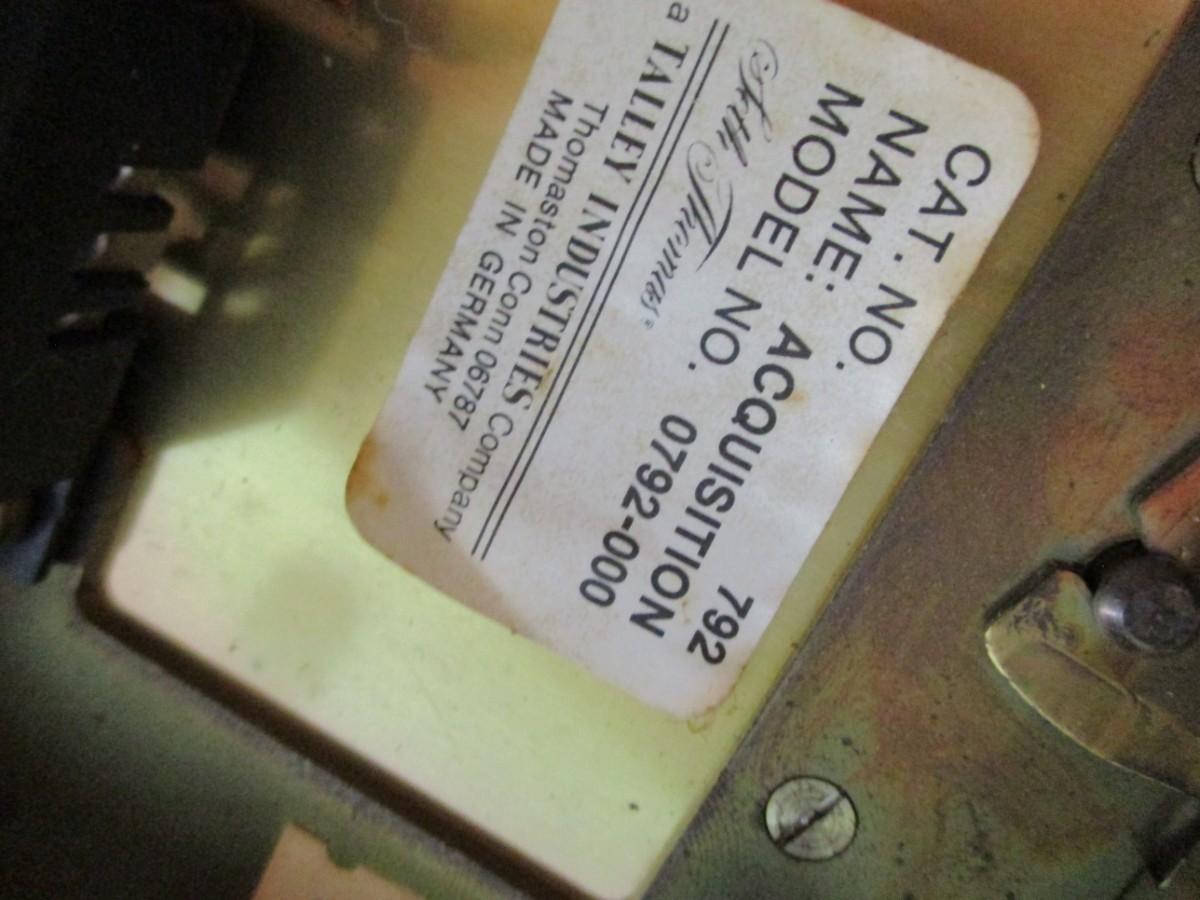 CAT. NO. 792
NAME: ACQUISITION
MODEL NO. 0792-000
Seth Thomas®
a TALLEY INDUSTRIES Company
Thomaston Conn 06787
MADE IN GERMANY